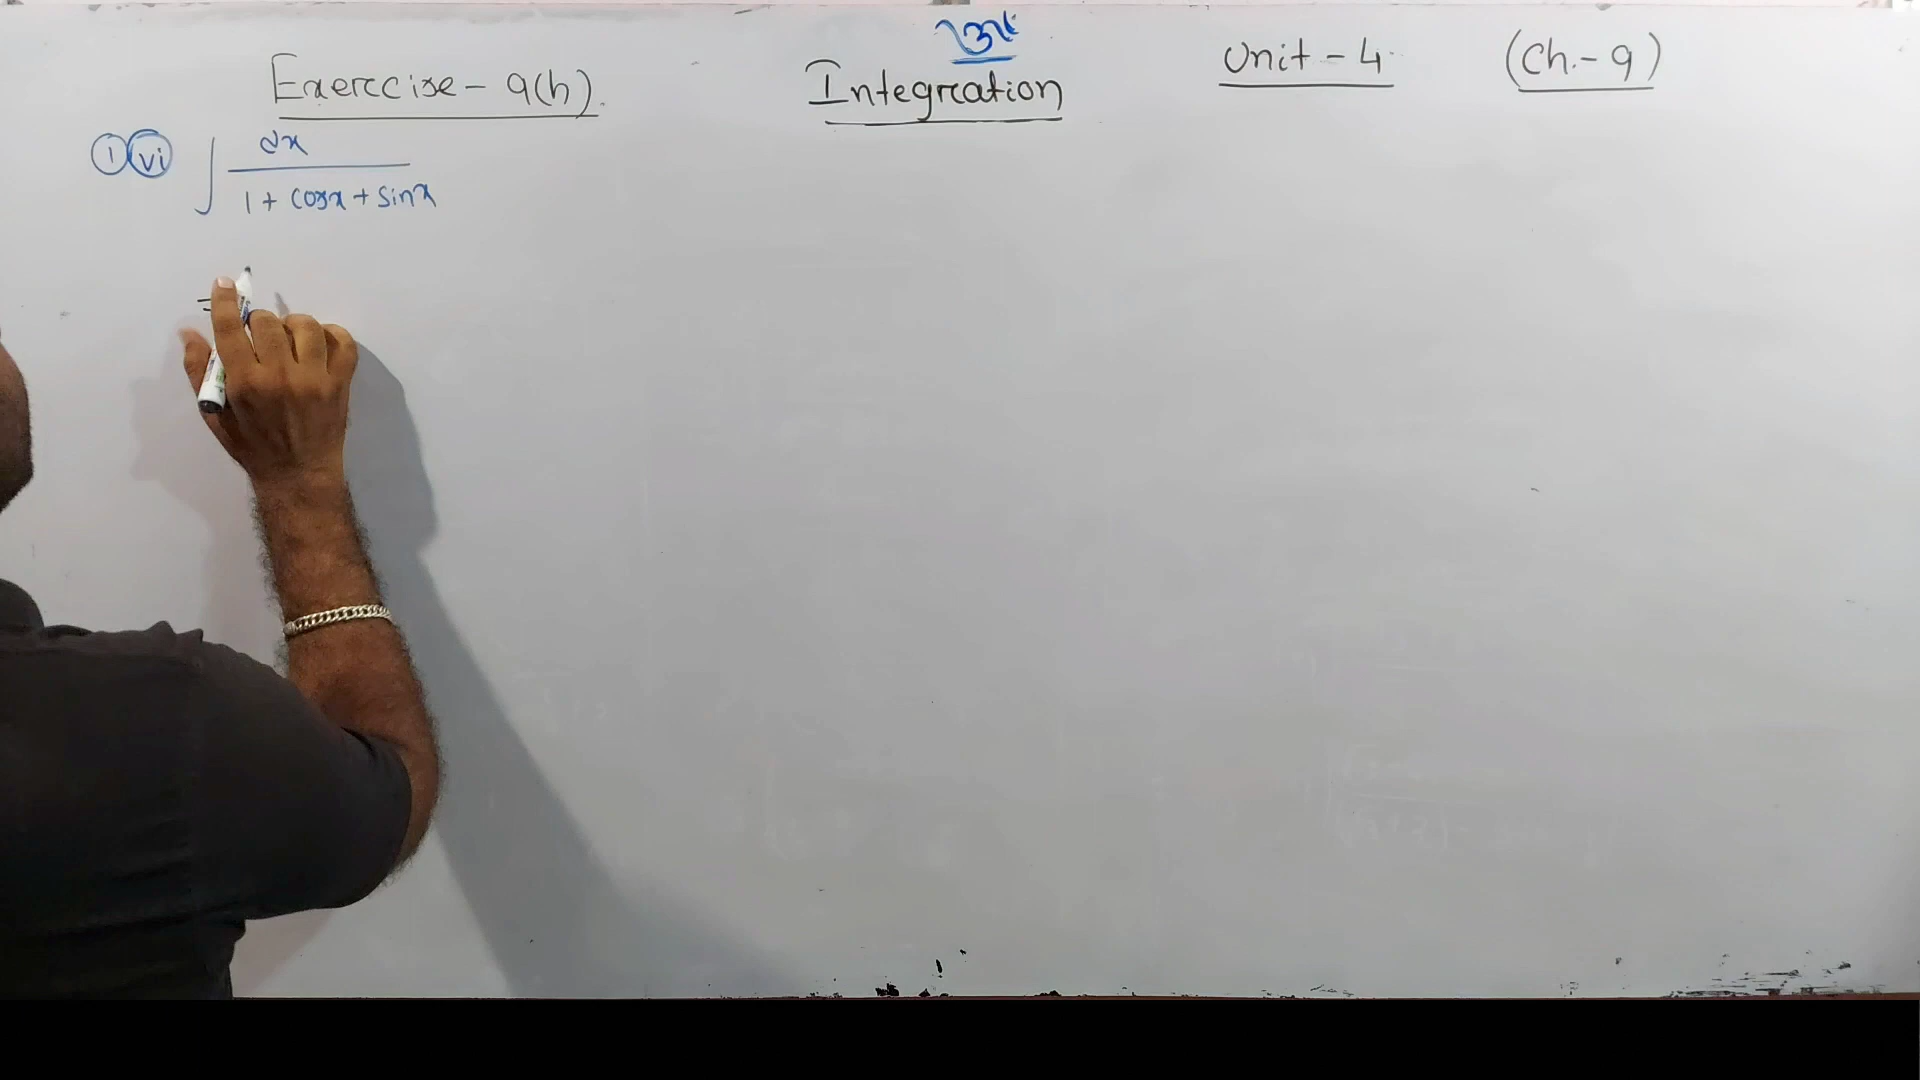 Exercise - 9(h).
Integration
Unit - 4
(Ch. - 9)
① ⓥⓘ ∫ dx / 1 + cosx + sinx
=